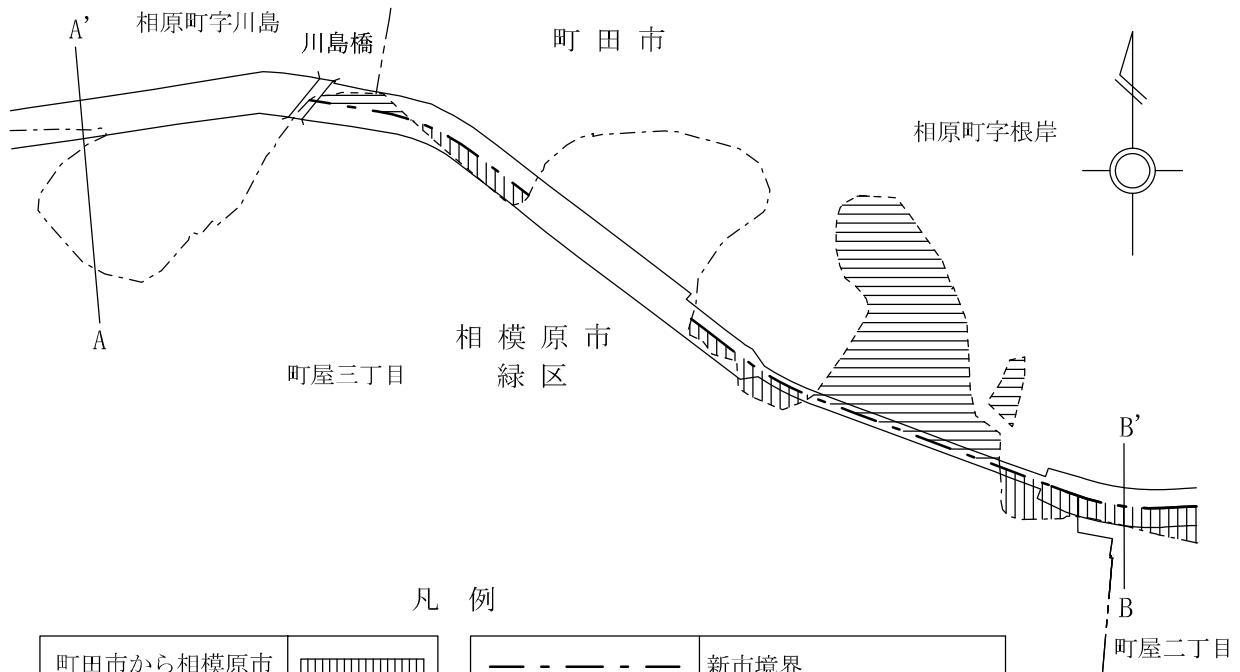 A'
相原町字川島
川島橋
町田市
相原町字根岸
A
相模原市
緑区
町屋三丁目
B'
B
町屋二丁目
凡例
町田市から相模原市
新市境界